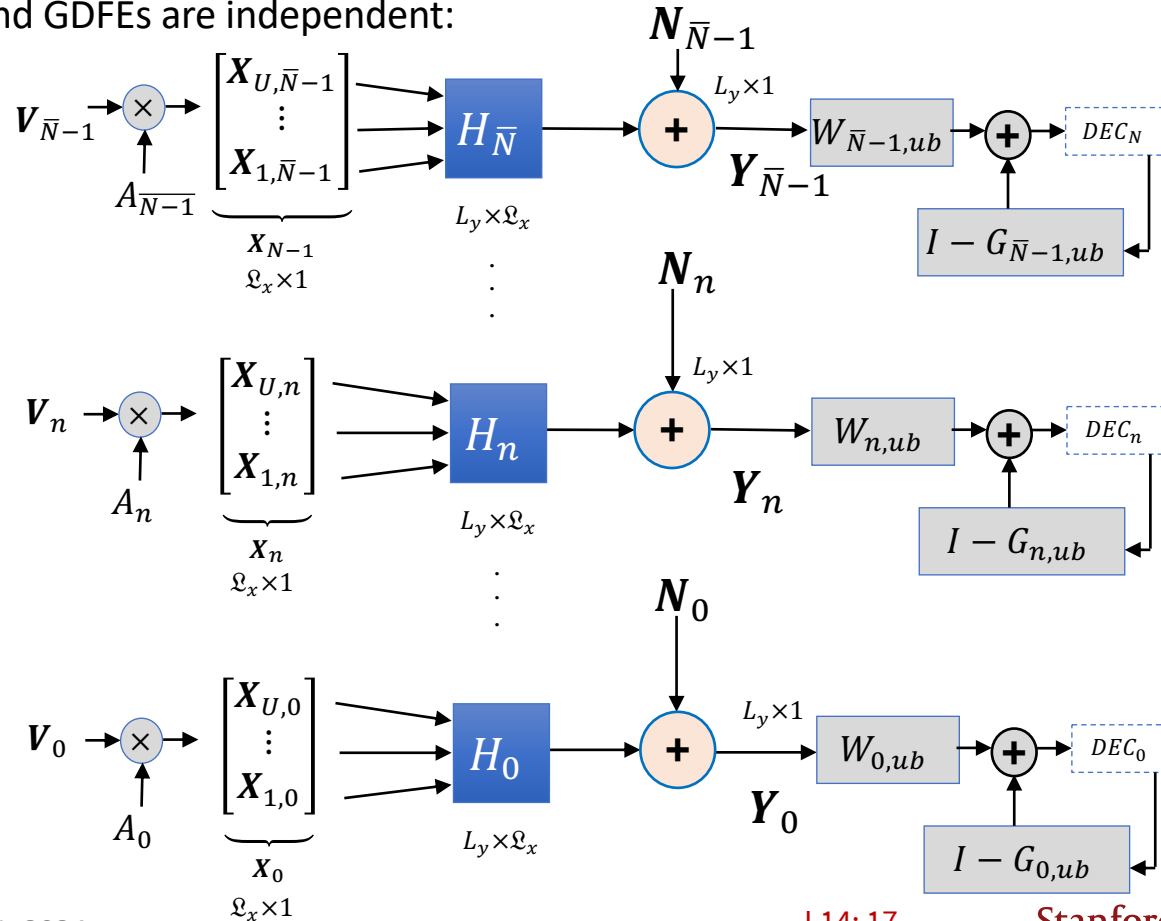 nd GDFEs are independent:
𝑽_{N̅−1} × A_{\overline{N−1}}
[X_{U,N̅−1} ⋮ X_{1,N̅−1}]
X_{N−1}
𝔏_x×1
H_{N̅}
L_y×𝔏_x
N_{N̅−1}
+
L_y×1
Y_{N̅−1}
W_{N̅−1,ub}
+
DEC_N
I − G_{N̅−1,ub}
.
.
.
V_n × A_n
[X_{U,n} ⋮ X_{1,n}]
X_n
𝔏_x×1
H_n
L_y×𝔏_x
N_n
+
L_y×1
Y_n
W_{n,ub}
+
DEC_n
I − G_{n,ub}
.
.
.
V_0 × A_0
[X_{U,0} ⋮ X_{1,0}]
X_0
𝔏_x×1
H_0
L_y×𝔏_x
N_0
+
L_y×1
Y_0
W_{0,ub}
+
DEC_0
I − G_{0,ub}
14: 17
Stanfor